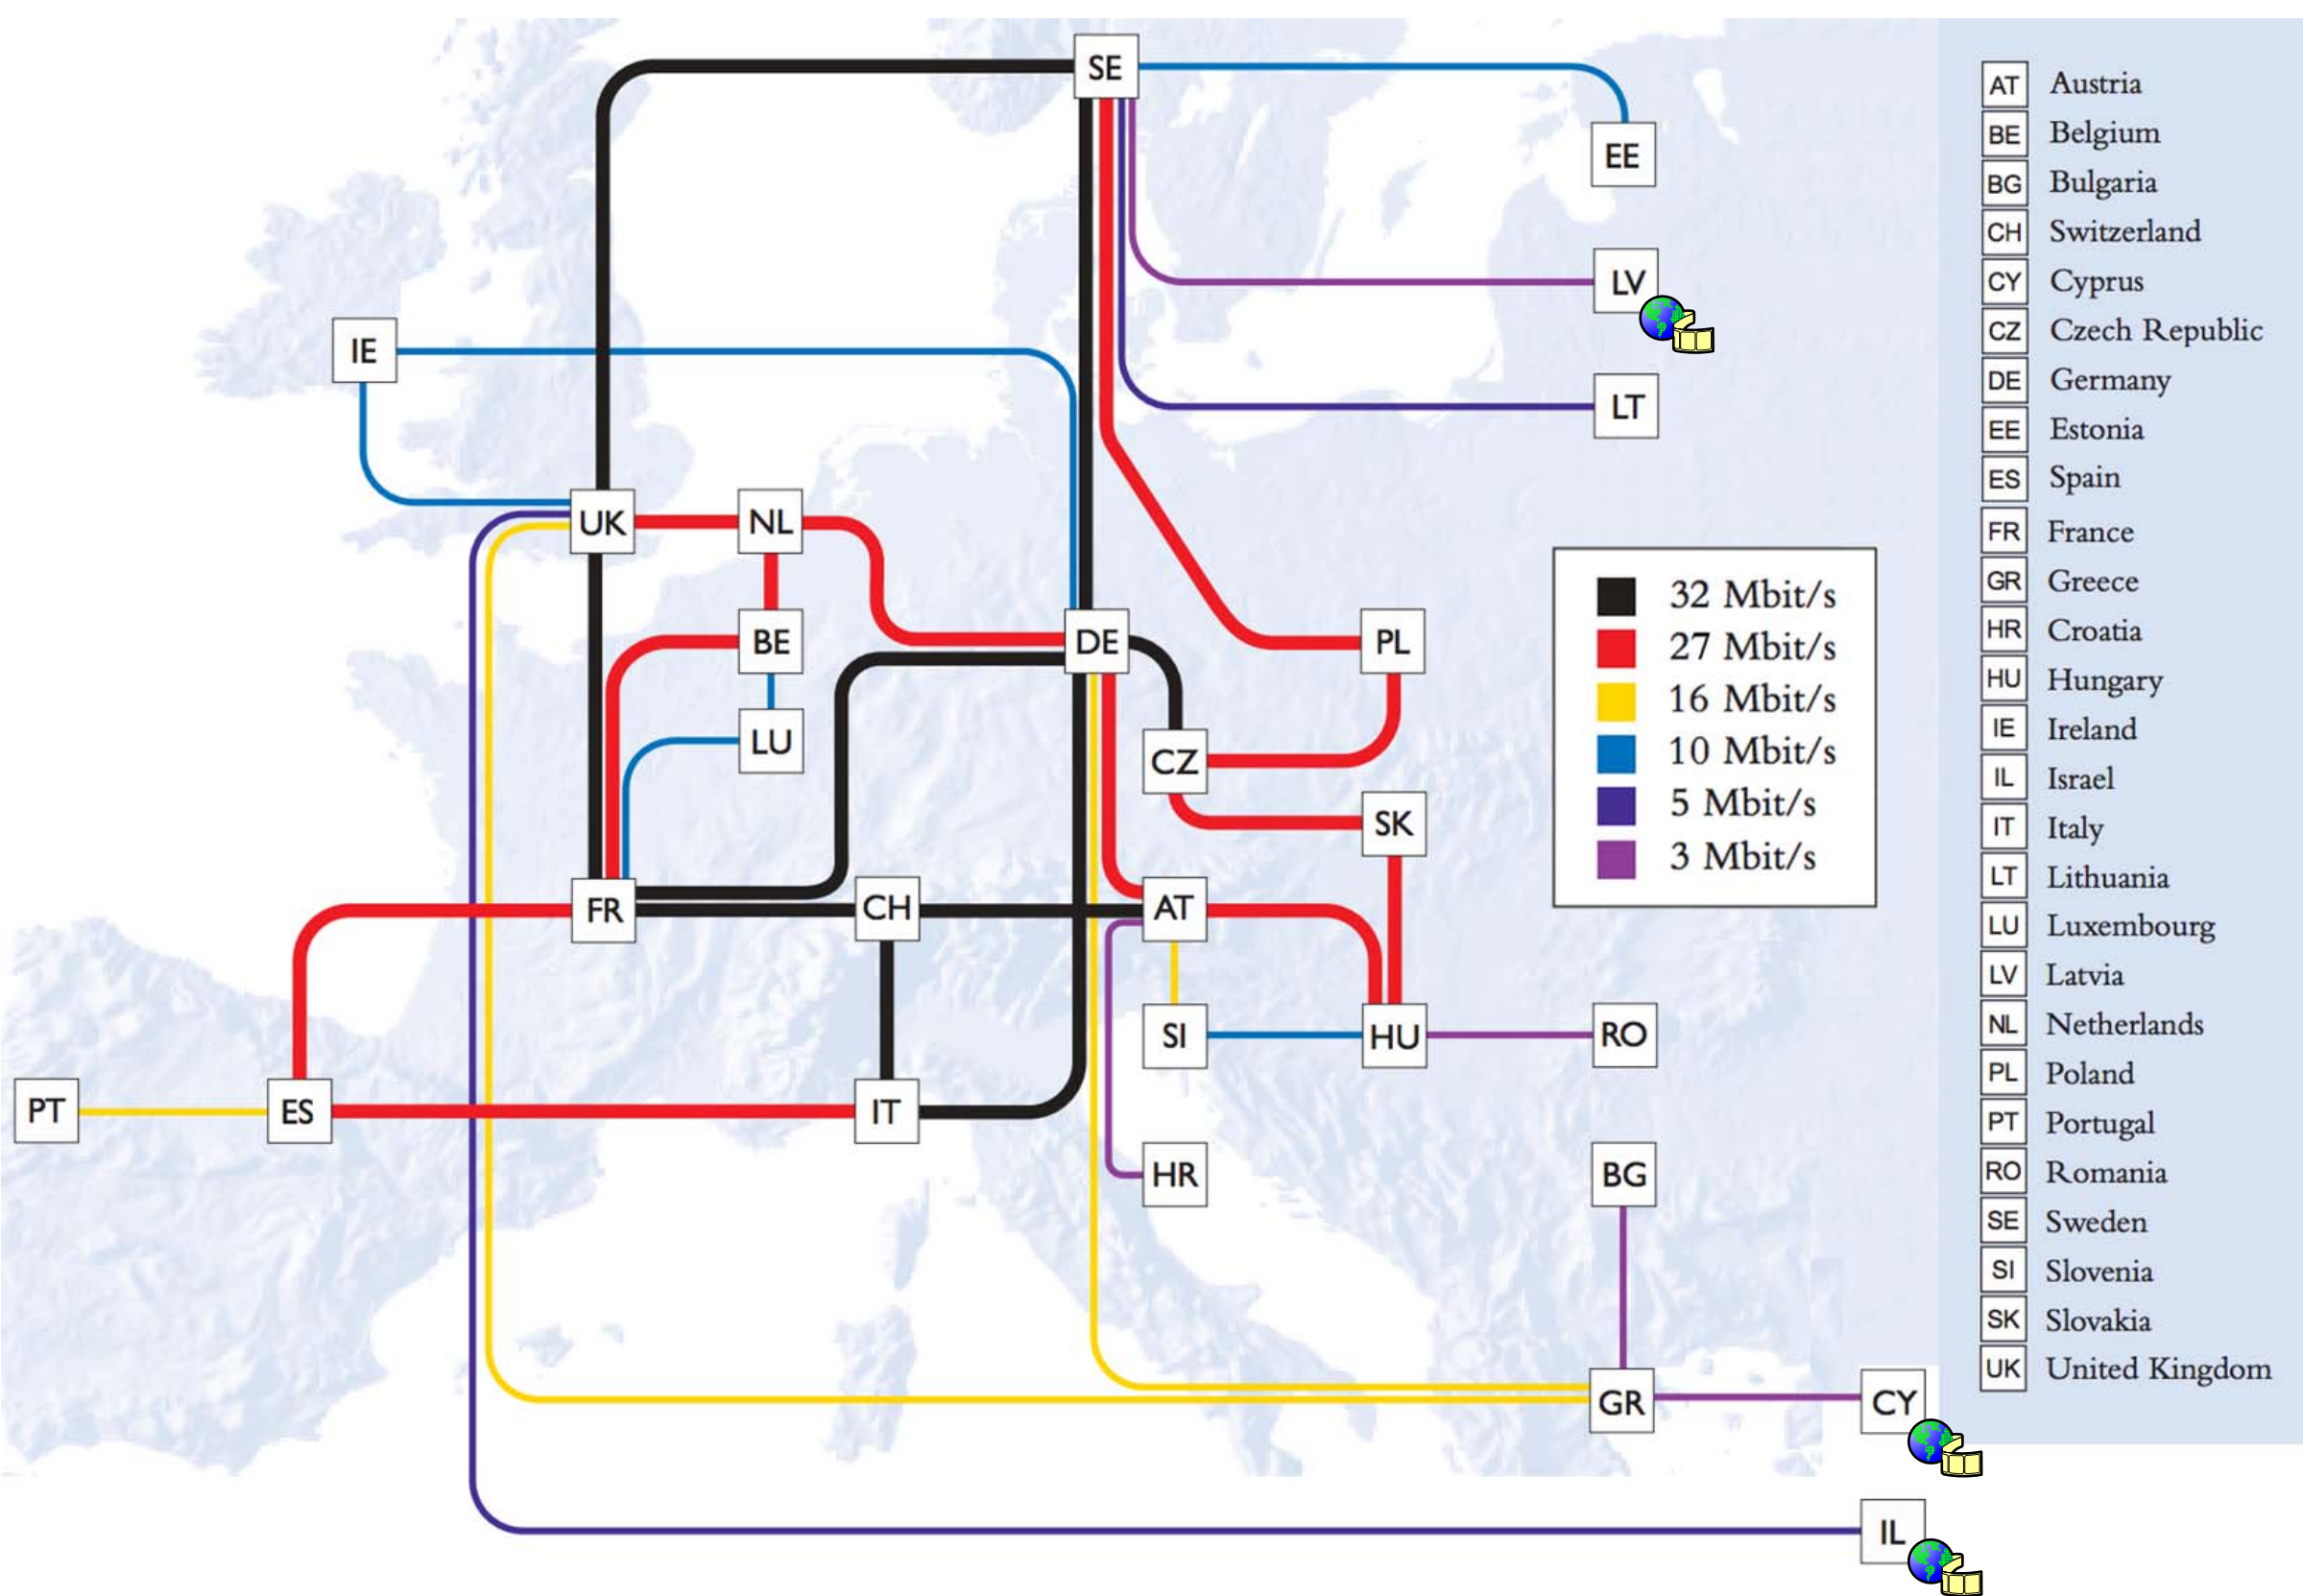 SE
EE
LV
IE
LT
UK
NL
BE
DE
PL
LU
CZ
SK
FR
CH
AT
SI
HU
RO
PT
ES
IT
HR
BG
GR
CY
IL
32 Mbit/s
27 Mbit/s
16 Mbit/s
10 Mbit/s
5 Mbit/s
3 Mbit/s
AT Austria
BE Belgium
BG Bulgaria
CH Switzerland
CY Cyprus
CZ Czech Republic
DE Germany
EE Estonia
ES Spain
FR France
GR Greece
HR Croatia
HU Hungary
IE Ireland
IL Israel
IT Italy
LT Lithuania
LU Luxembourg
LV Latvia
NL Netherlands
PL Poland
PT Portugal
RO Romania
SE Sweden
SI Slovenia
SK Slovakia
UK United Kingdom